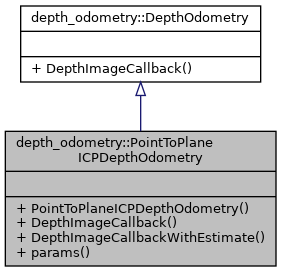 depth_odometry::DepthOdometry
+ DepthImageCallback()
depth_odometry::PointToPlane
ICPDepthOdometry
+ PointToPlaneICPDepthOdometry()
+ DepthImageCallback()
+ DepthImageCallbackWithEstimate()
+ params()